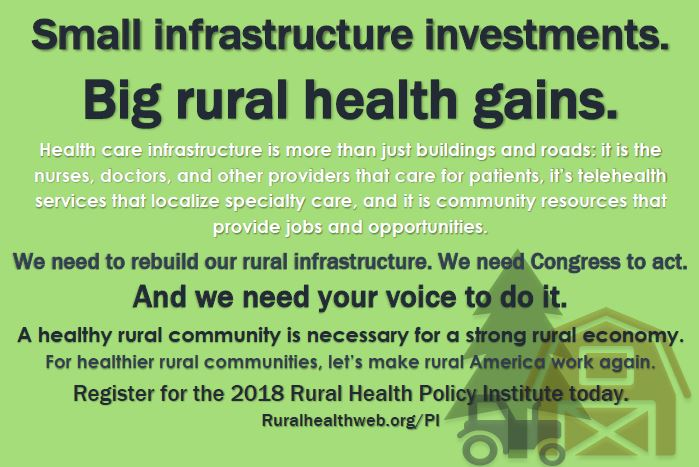 Small infrastructure investments.
Big rural health gains.
Health care infrastructure is more than just buildings and roads: it is the
nurses, doctors, and other providers that care for patients, it's telehealth
services that localize specialty care, and it is community resources that
provide jobs and opportunities.
We need to rebuild our rural infrastructure. We need Congress to act.
And we need your voice to do it.
A healthy rural community is necessary for a strong rural economy.
For healthier rural communities, let's make rural America work again.
Register for the 2018 Rural Health Policy Institute today.
Ruralhealthweb.org/PI